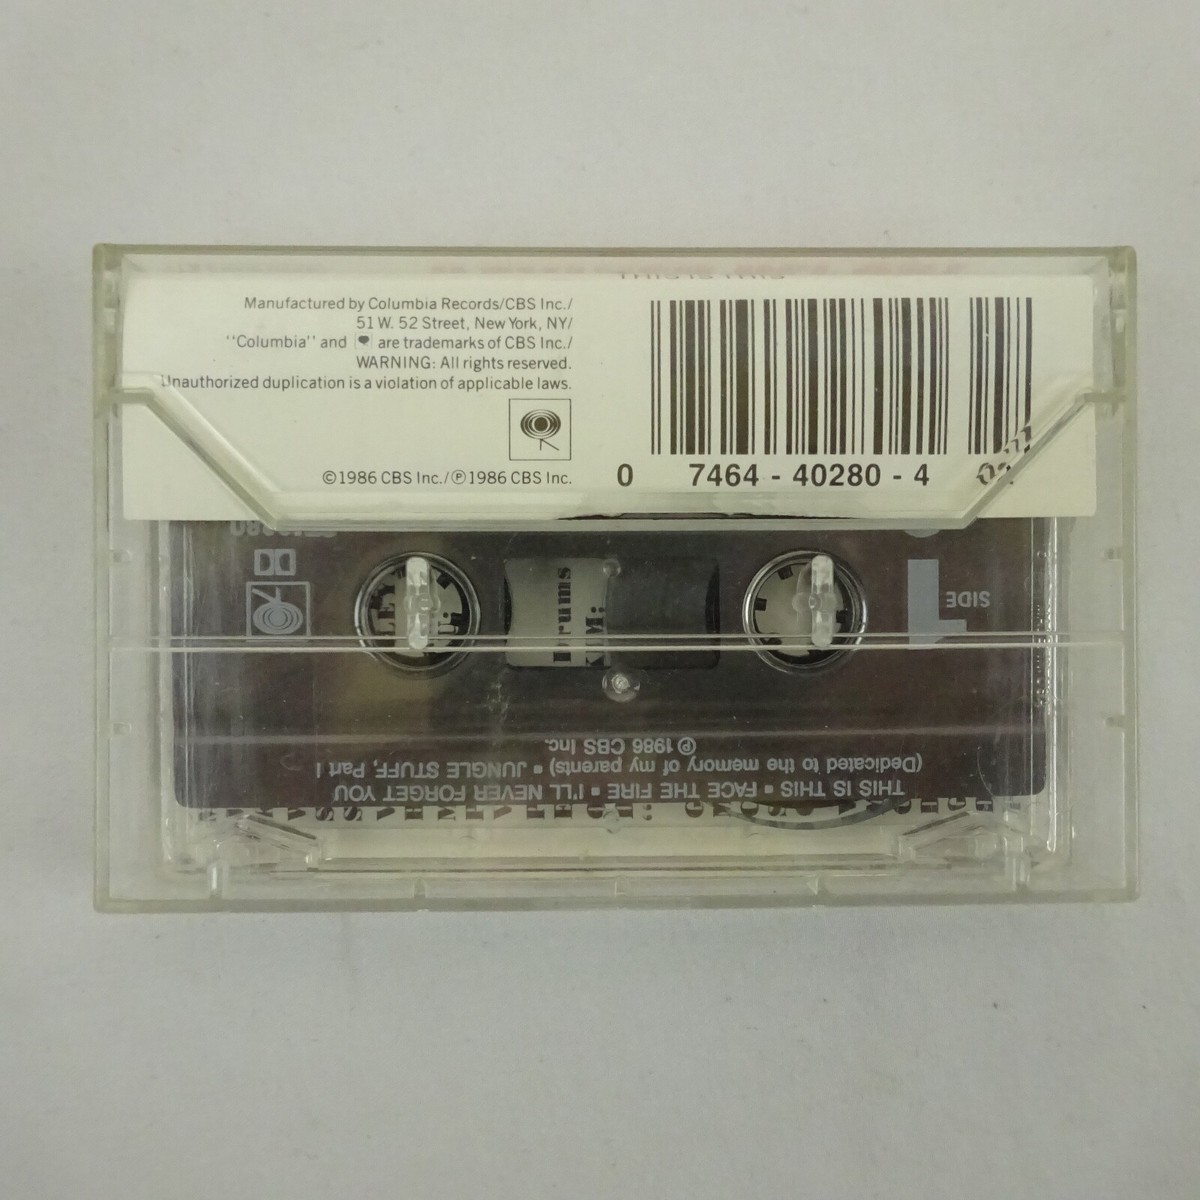 THIS IS THIS
Manufactured by Columbia Records/CBS Inc./
51 W. 52 Street, New York, NY/
"Columbia" and are trademarks of CBS Inc./
WARNING: All rights reserved.
Unauthorized duplication is a violation of applicable laws.
©1986 CBS Inc./℗1986 CBS Inc.
0 7464-40280-4 02
SIDE 1
Drums
THIS IS THIS ▪ FACE THE FIRE ▪ I'LL NEVER FORGET YOU
(Dedicated to the memory of my parents) ▪ JUNGLE STUFF, Part I
℗ 1986 CBS Inc.